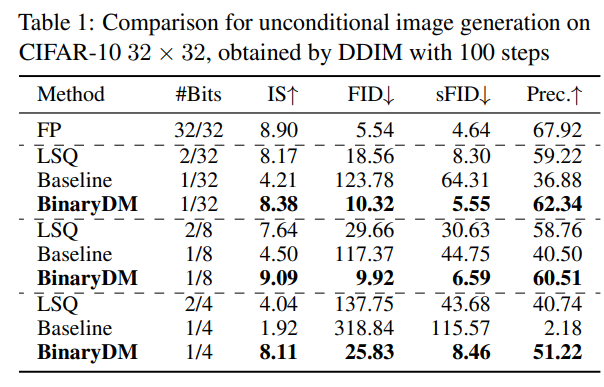 Table 1: Comparison for unconditional image generation on
CIFAR-10 32 × 32, obtained by DDIM with 100 steps
Method #Bits IS↑ FID↓ sFID↓ Prec.↑
FP 32/32 8.90 5.54 4.64 67.92
LSQ 2/32 8.17 18.56 8.30 59.22
Baseline 1/32 4.21 123.78 64.31 36.88
BinaryDM 1/32 8.38 10.32 5.55 62.34
LSQ 2/8 7.64 29.66 30.63 58.76
Baseline 1/8 4.50 117.37 44.75 40.50
BinaryDM 1/8 9.09 9.92 6.59 60.51
LSQ 2/4 4.04 137.75 43.68 40.74
Baseline 1/4 1.92 318.84 115.57 2.18
BinaryDM 1/4 8.11 25.83 8.46 51.22